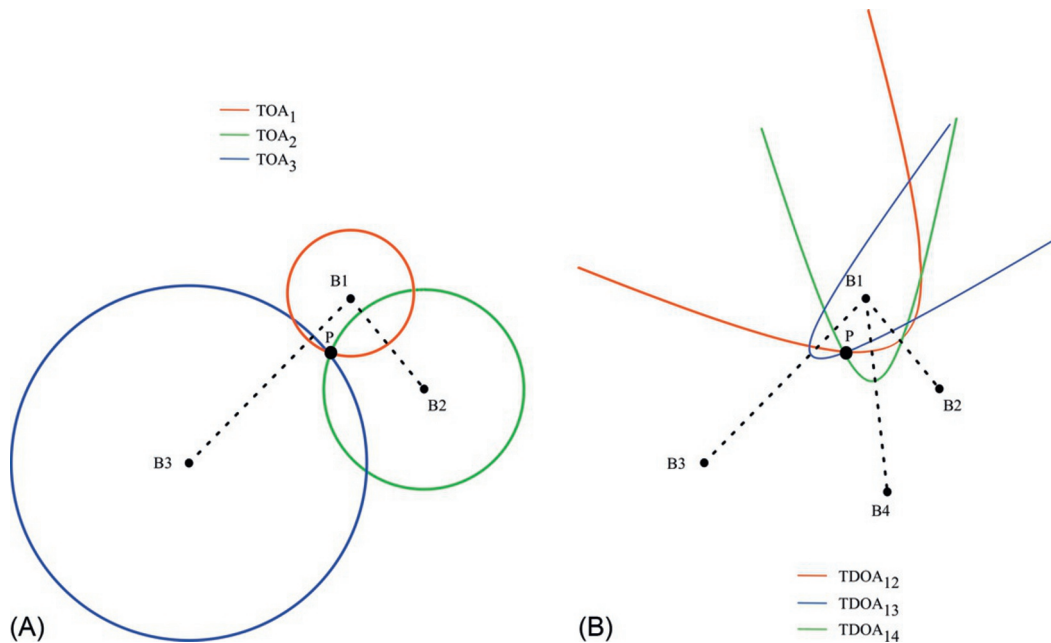 TOA1
TOA2
TOA3
B1
P
B2
B3
(A)
B1
P
B2
B3
B4
TDOA12
TDOA13
TDOA14
(B)